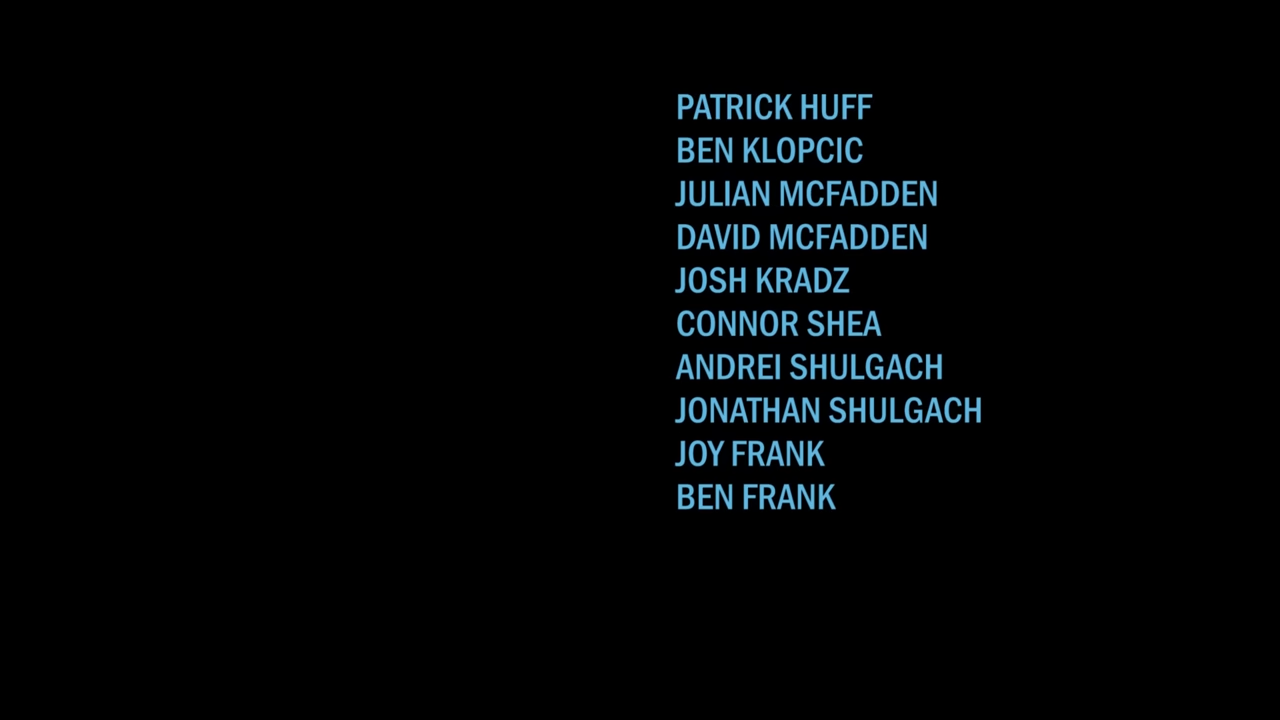 PATRICK HUFF
BEN KLOPCIC
JULIAN MCFADDEN
DAVID MCFADDEN
JOSH KRADZ
CONNOR SHEA
ANDREI SHULGACH
JONATHAN SHULGACH
JOY FRANK
BEN FRANK